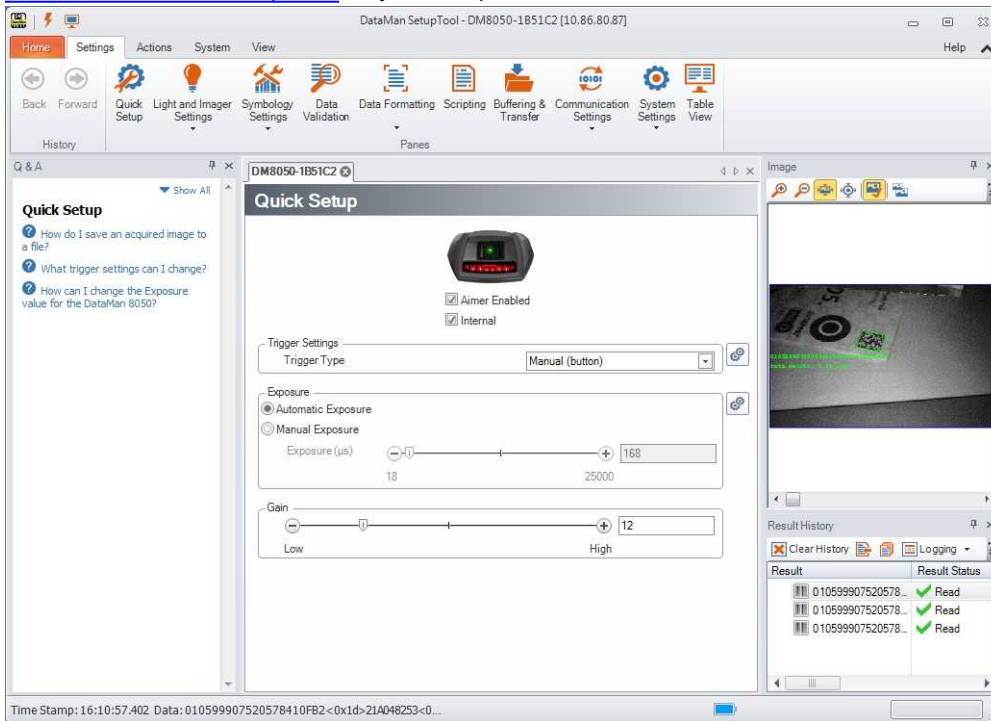 DataMan SetupTool - DM8050-1B51C2 [10.86.80.87]
Home Settings Actions System View Help
Back Forward Quick Setup Light and Imager Settings Symbology Settings Data Validation Data Formatting Scripting Buffering & Transfer Communication Settings System Settings Table View
History Panes
Q & A
Show All
Quick Setup
How do I save an acquired image to
a file?
What trigger settings can I change?
How can I change the Exposure
value for the DataMan 8050?
DM8050-1B51C2
Quick Setup
Aimer Enabled
Internal
Trigger Settings
Trigger Type Manual (button)
Exposure
Automatic Exposure
Manual Exposure
Exposure (µs) 168
18 25000
Gain
12
Low High
Image
Result History
Clear History Logging
Result Result Status
010599907520578... Read
010599907520578... Read
010599907520578... Read
Time Stamp: 16:10:57.402 Data: 010599907520578410FB2<0x1d>21A048253<0...